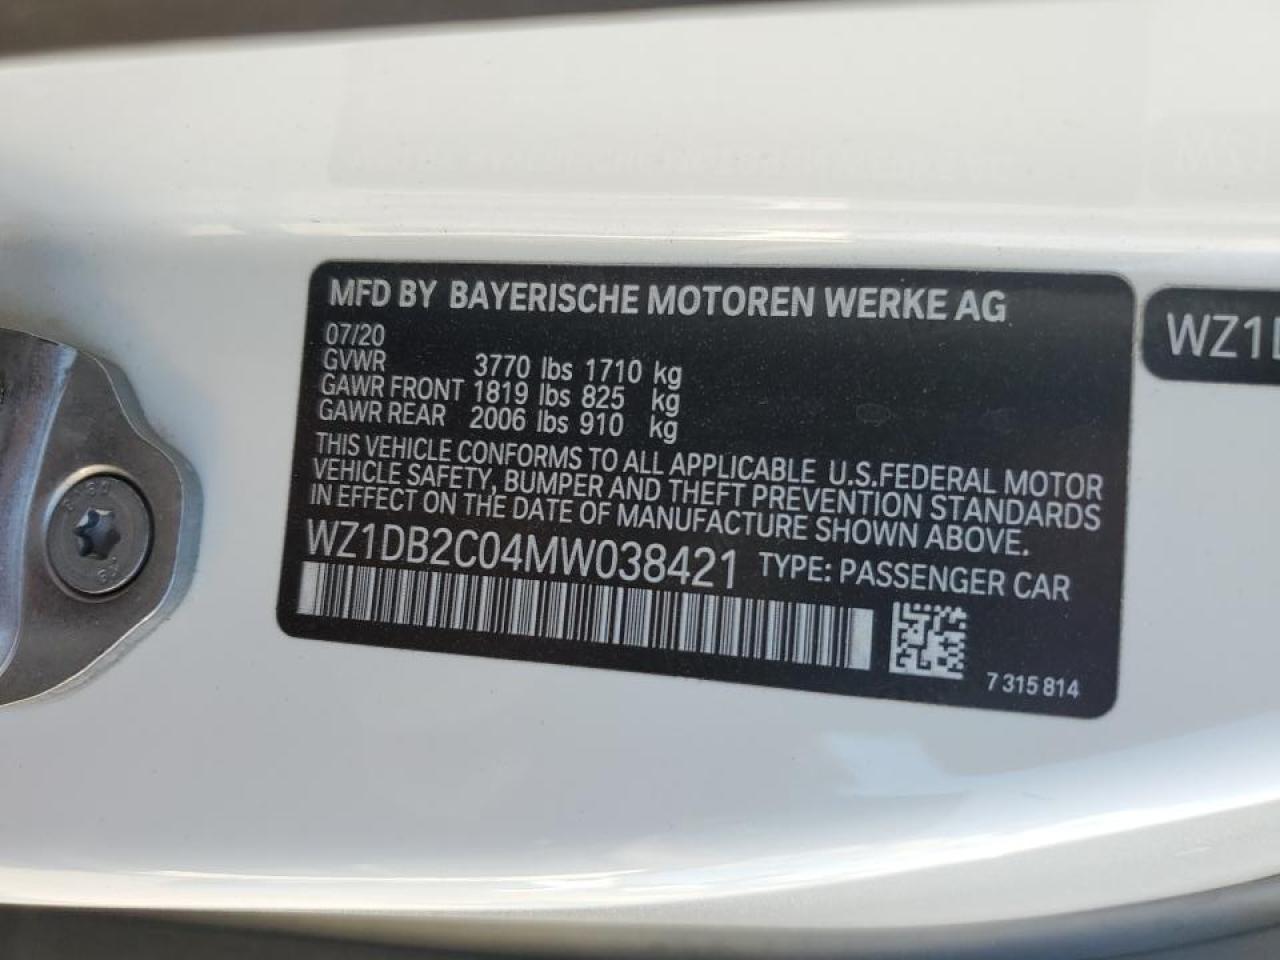 MFD BY BAYERISCHE MOTOREN WERKE AG
07/20
GVWR 3770 lbs 1710 kg
GAWR FRONT 1819 lbs 825 kg
GAWR REAR 2006 lbs 910 kg
THIS VEHICLE CONFORMS TO ALL APPLICABLE U.S.FEDERAL MOTOR
VEHICLE SAFETY, BUMPER AND THEFT PREVENTION STANDARDS
IN EFFECT ON THE DATE OF MANUFACTURE SHOWN ABOVE.
WZ1DB2C04MW038421 TYPE: PASSENGER CAR
7 315 814
WZ1D